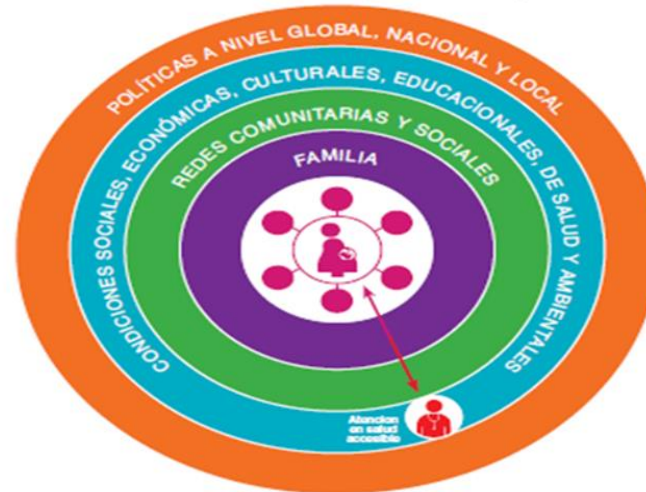 POLÍTICAS A NIVEL GLOBAL, NACIONAL Y LOCAL
CONDICIONES SOCIALES, ECONÓMICAS, CULTURALES, EDUCACIONALES, DE SALUD Y AMBIENTALES
REDES COMUNITARIAS Y SOCIALES
FAMILIA
Atencion
en salud
accesible